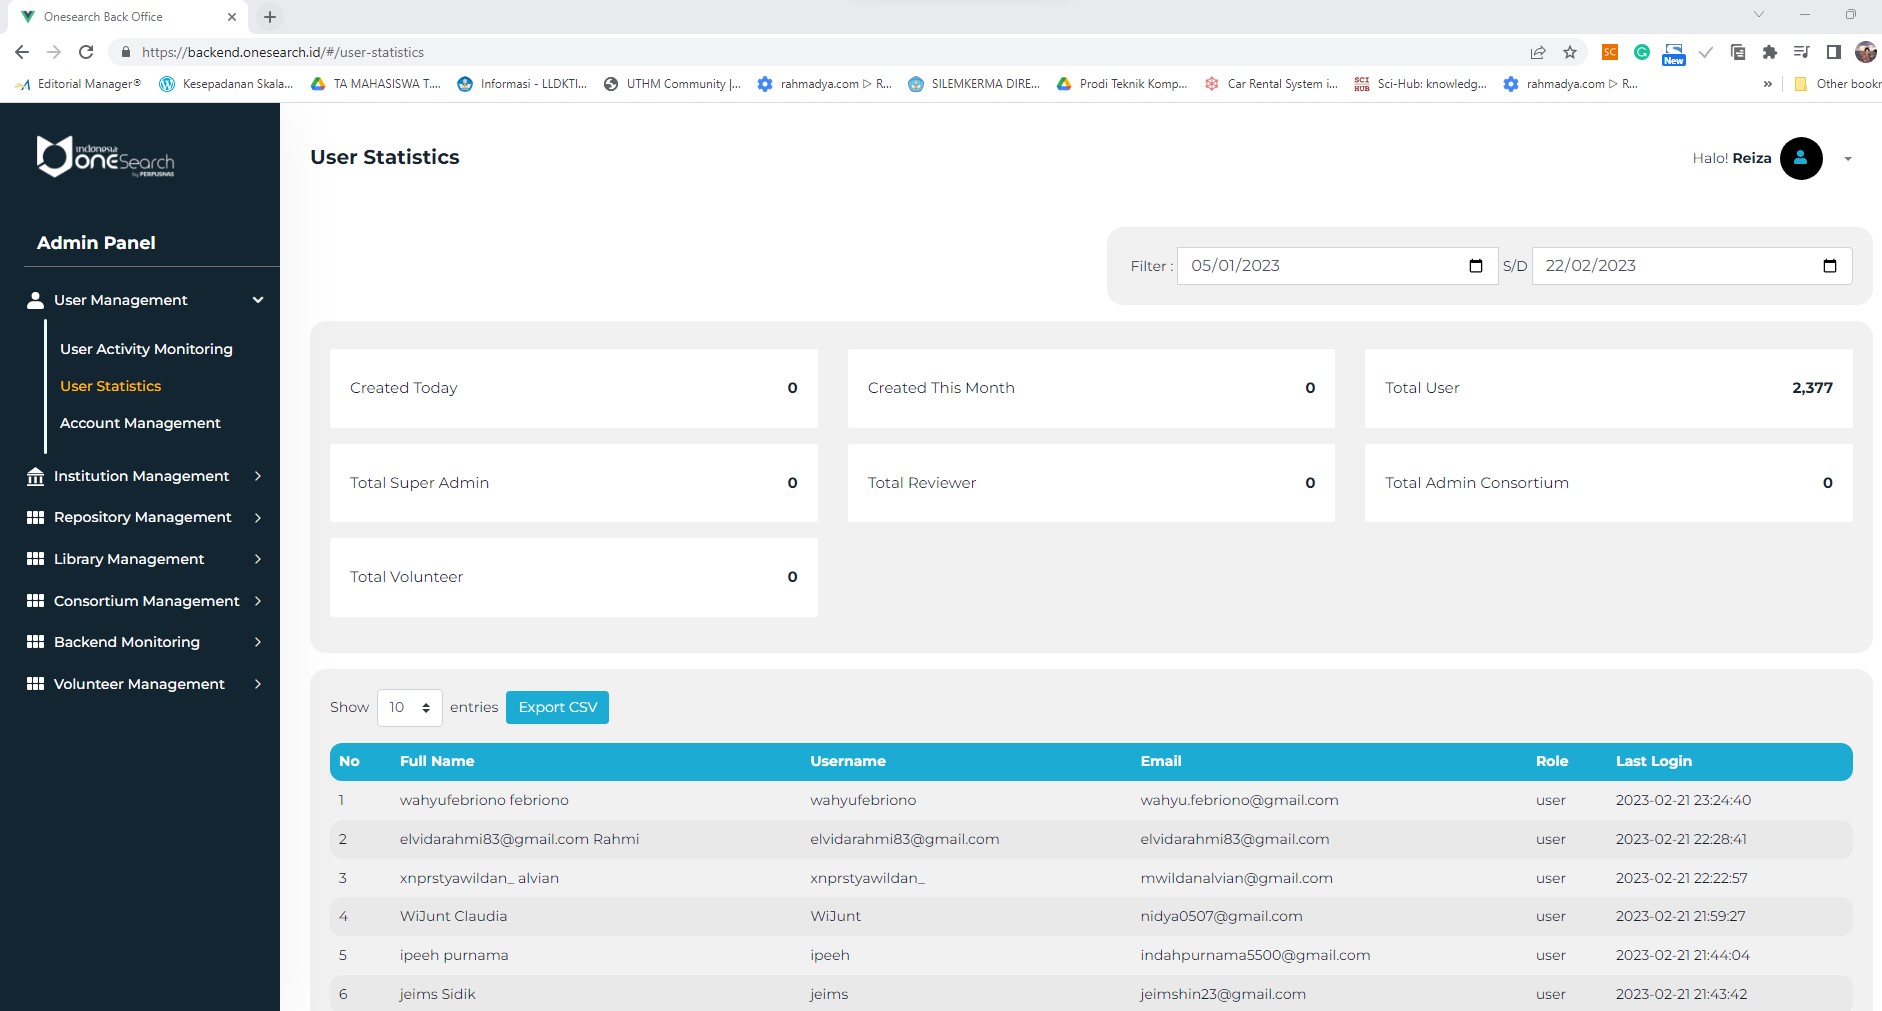 Onesearch Back Office
https://backend.onesearch.id/#/user-statistics
SC
G
New
Editorial Manager®
Kesepadanan Skala...
TA MAHASISWA T....
Informasi - LLDKTI...
UTHM Community |...
rahmadya.com ▷ R...
SILEMKERMA DIRE...
Prodi Teknik Komp...
Car Rental System i...
SCI HUB
Sci-Hub: knowledg...
rahmadya.com ▷ R...
»
Other bookr
indonesia
oneSearch
by PERPUSNAS
User Statistics
Halo! Reiza
Admin Panel
User Management
User Activity Monitoring
User Statistics
Account Management
Institution Management
Repository Management
Library Management
Consortium Management
Backend Monitoring
Volunteer Management
Filter : 05/01/2023 S/D 22/02/2023
Created Today 0
Created This Month 0
Total User 2,377
Total Super Admin 0
Total Reviewer 0
Total Admin Consortium 0
Total Volunteer 0
Show 10 entries Export CSV
No Full Name Username Email Role Last Login
1 wahyufebriono febriono wahyufebriono wahyu.febriono@gmail.com user 2023-02-21 23:24:40
2 elvidarahmi83@gmail.com Rahmi elvidarahmi83@gmail.com elvidarahmi83@gmail.com user 2023-02-21 22:28:41
3 xnprstyawildan_ alvian xnprstyawildan_ mwildanalvian@gmail.com user 2023-02-21 22:22:57
4 WiJunt Claudia WiJunt nidya0507@gmail.com user 2023-02-21 21:59:27
5 ipeeh purnama ipeeh indahpurnama5500@gmail.com user 2023-02-21 21:44:04
6 jeims Sidik jeims jeimshin23@gmail.com user 2023-02-21 21:43:42